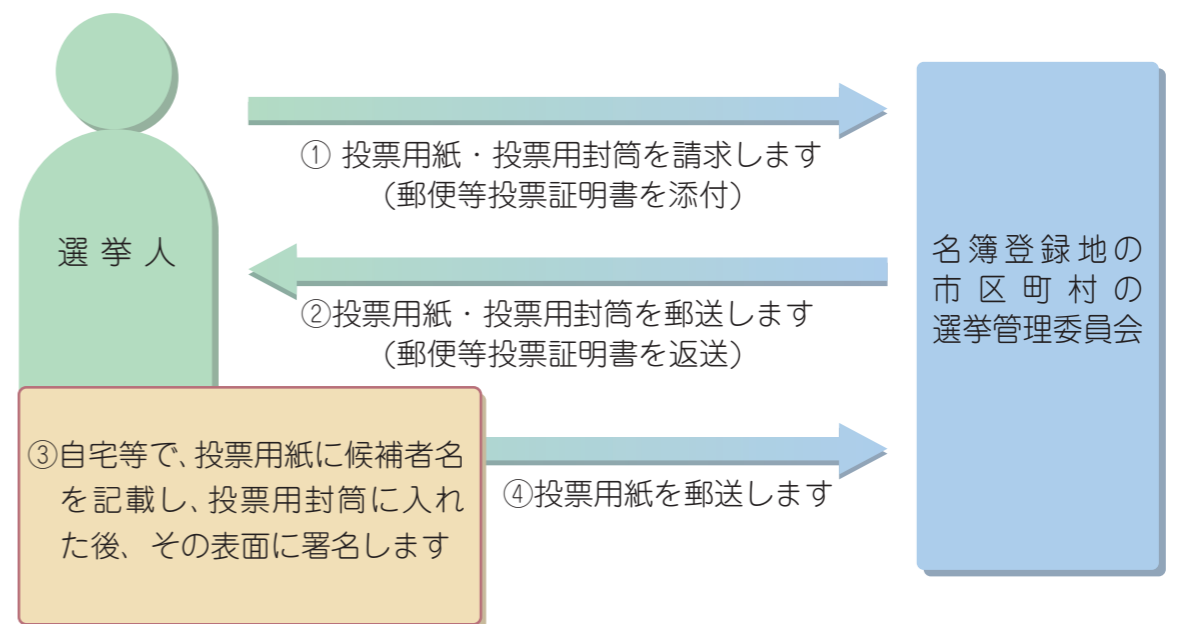 選挙人
① 投票用紙・投票用封筒を請求します
(郵便等投票証明書を添付)
②投票用紙・投票用封筒を郵送します
(郵便等投票証明書を返送)
③自宅等で、投票用紙に候補者名
を記載し、投票用封筒に入れ
た後、その表面に署名します
④投票用紙を郵送します
名簿登録地の
市区町村の
選挙管理委員会